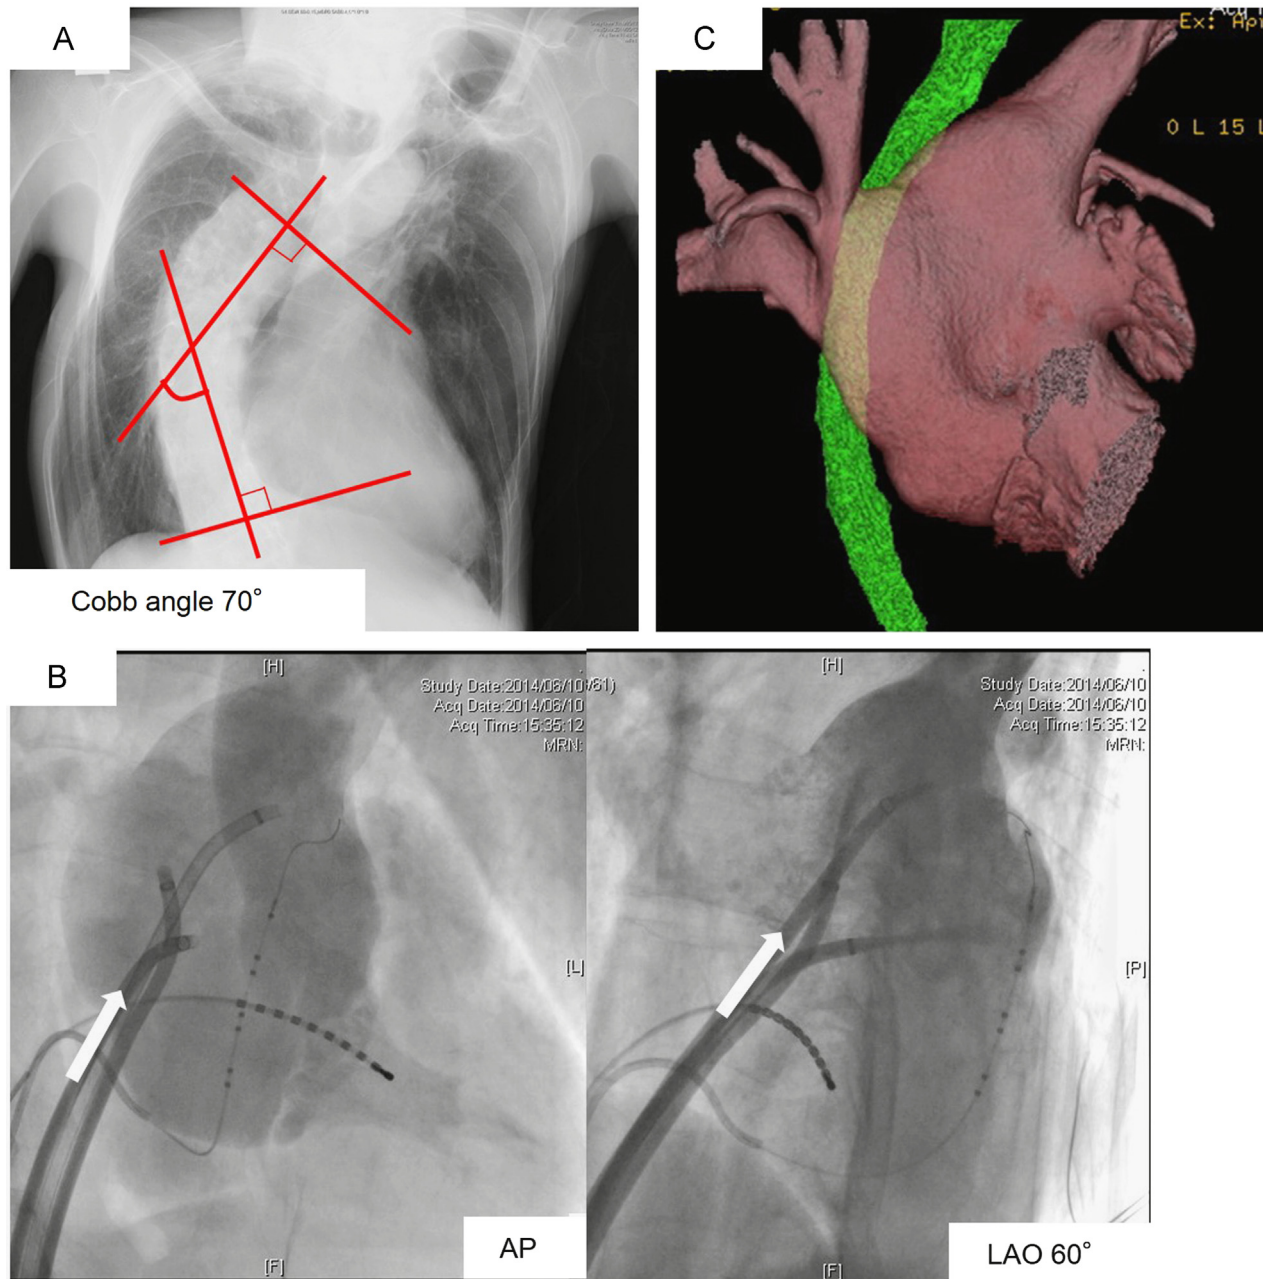 A
Cobb angle 70°
C
Ex: Apr
0 L 15 L
B
[H]
Study Date:2014/06/10
Acq Date:2014/06/10
Acq Time:15:35:12
MRN:
[L]
AP
[F]
[H]
Study Date:2014/06/10
Acq Date:2014/06/10
Acq Time:15:35:12
MRN:
[P]
LAO 60°
[F]